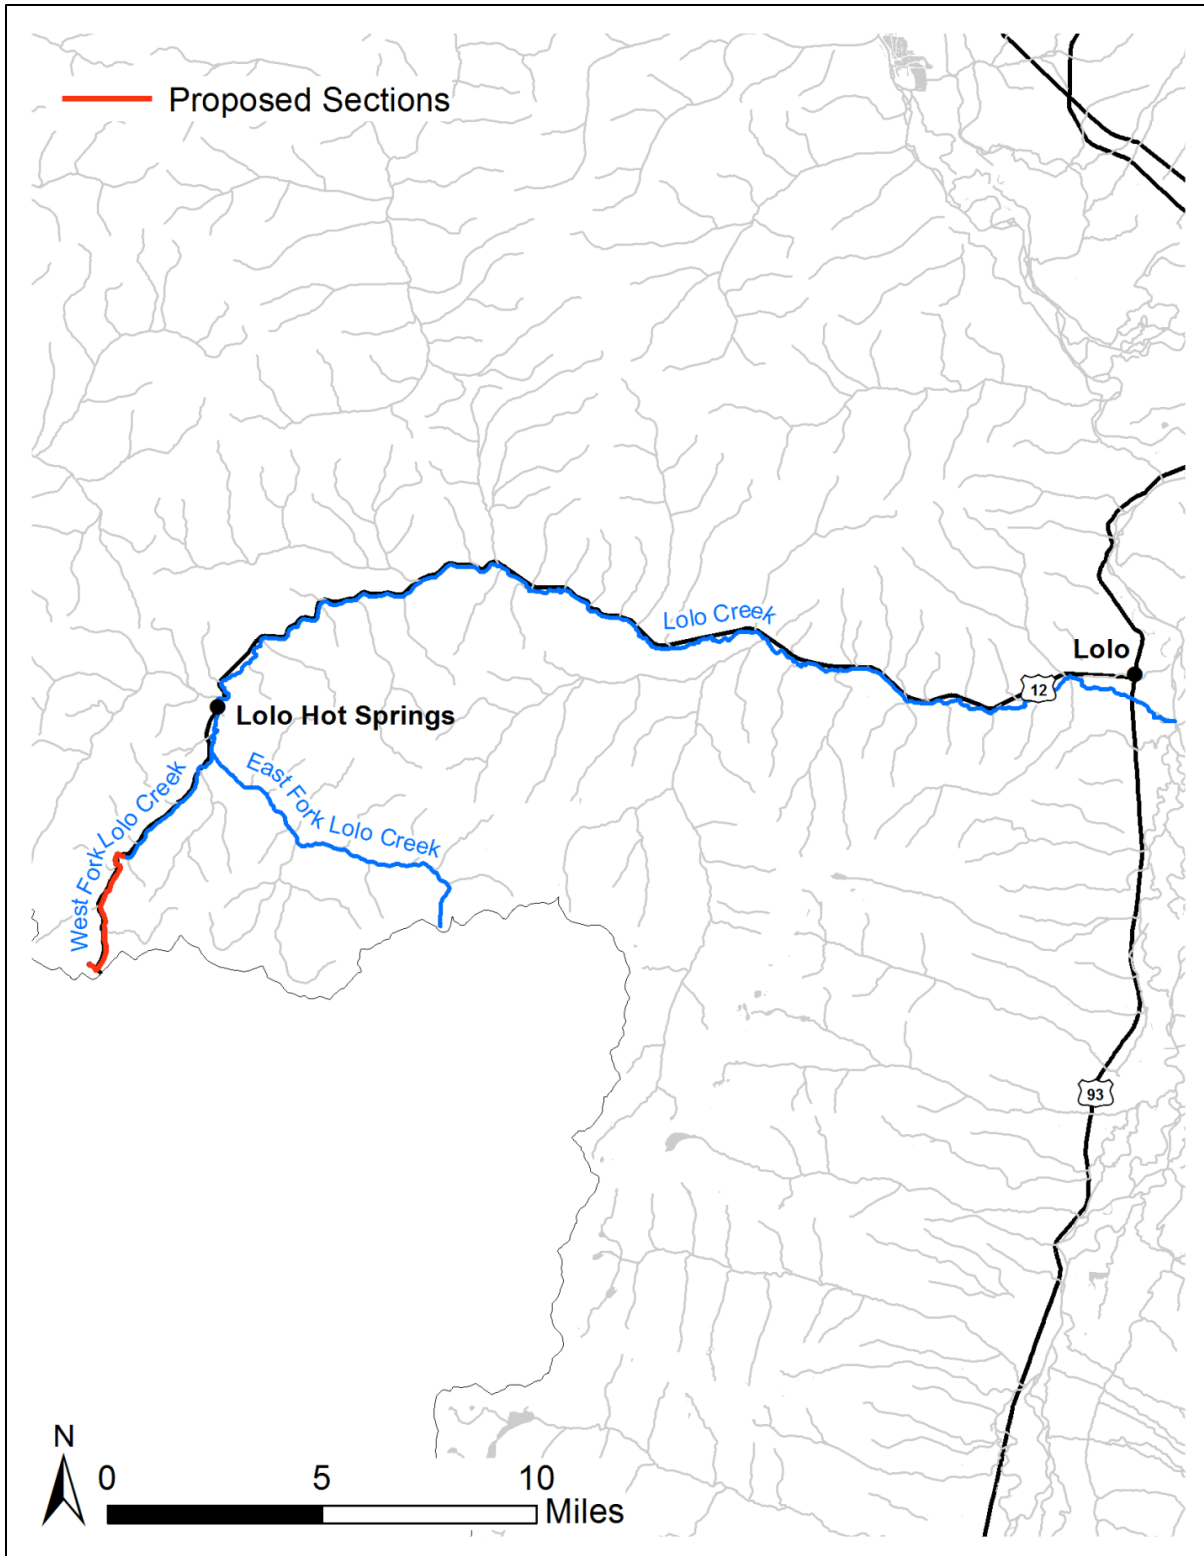 Proposed Sections
Lolo Creek
Lolo
12
Lolo Hot Springs
East Fork Lolo Creek
West Fork Lolo Creek
93
N
0 5 10
Miles